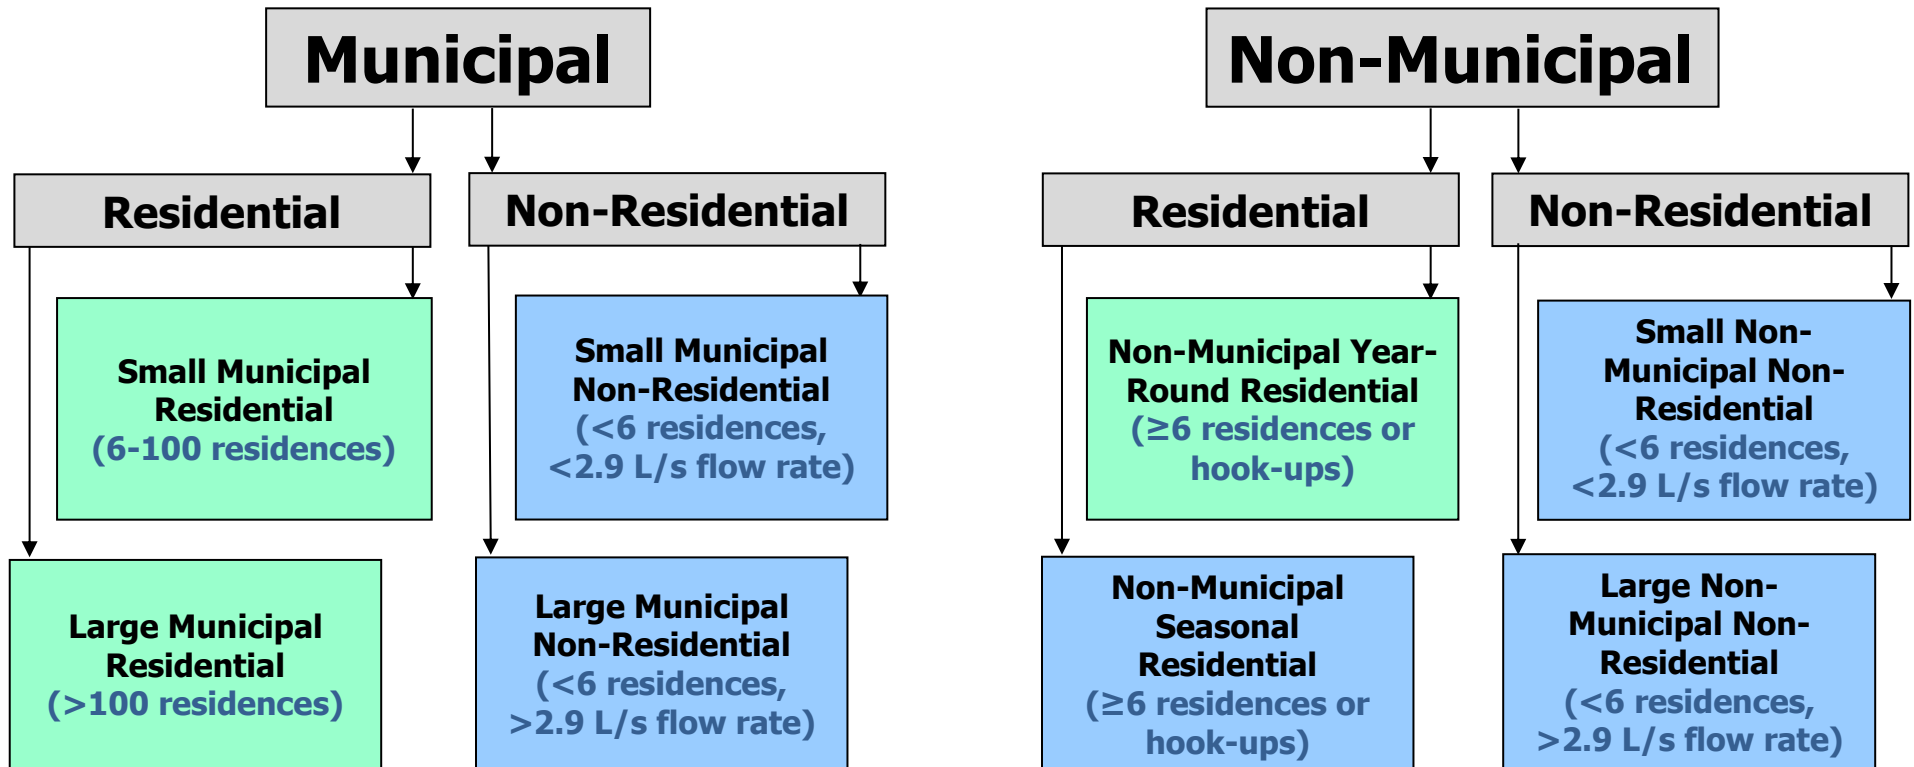 Municipal
Non-Municipal
Residential
Non-Residential
Residential
Non-Residential
Small Municipal
Residential
(6-100 residences)
Small Municipal
Non-Residential
(<6 residences,
<2.9 L/s flow rate)
Non-Municipal Year-
Round Residential
(≥6 residences or
hook-ups)
Small Non-
Municipal Non-
Residential
(<6 residences,
<2.9 L/s flow rate)
Large Municipal
Residential
(>100 residences)
Large Municipal
Non-Residential
(<6 residences,
>2.9 L/s flow rate)
Non-Municipal
Seasonal
Residential
(≥6 residences or
hook-ups)
Large Non-
Municipal Non-
Residential
(<6 residences,
>2.9 L/s flow rate)